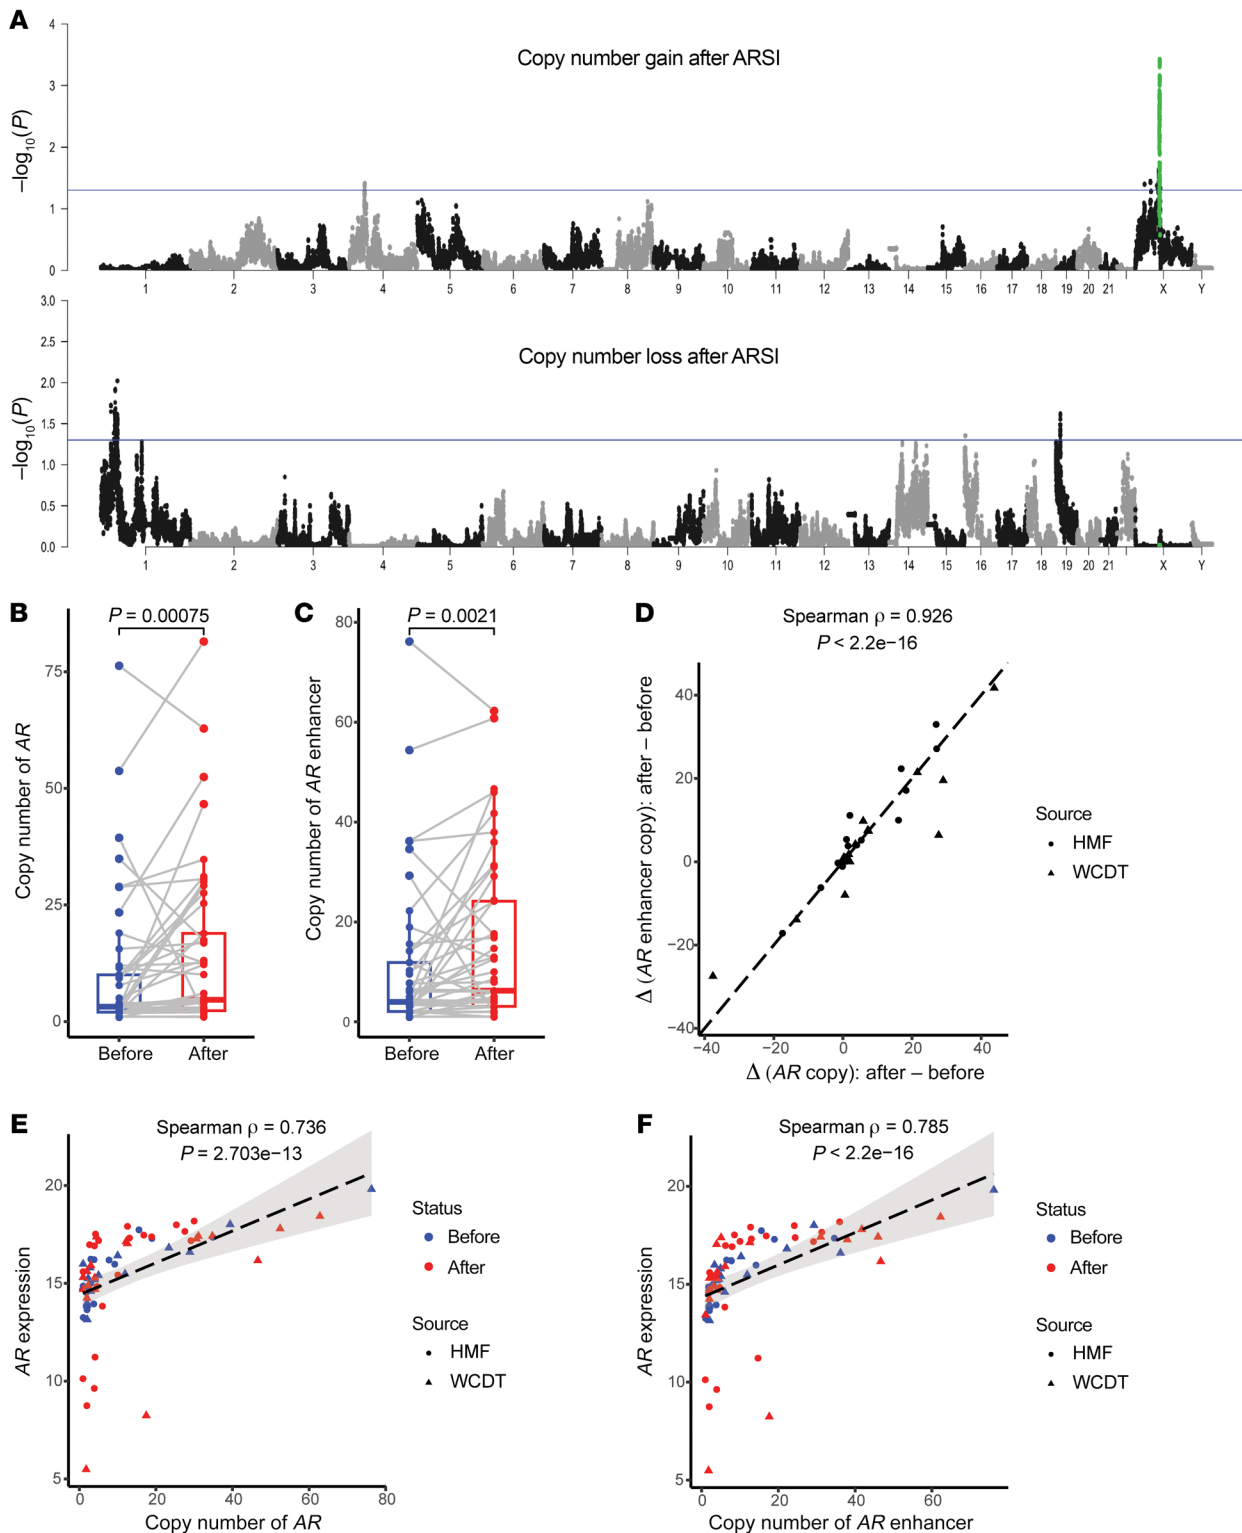 A
Copy number gain after ARSI
–log10(P)
4
3
2
1
0
1 2 3 4 5 6 7 8 9 10 11 12 13 14 15 16 17 18 19 20 21 X Y
Copy number loss after ARSI
–log10(P)
3.0
2.5
2.0
1.5
1.0
0.5
0.0
1 2 3 4 5 6 7 8 9 10 11 12 13 14 15 16 17 18 19 20 21 X Y
B
P = 0.00075
Copy number of AR
75
50
25
0
Before After
C
P = 0.0021
Copy number of AR enhancer
80
60
40
20
0
Before After
D
Spearman ρ = 0.926
P < 2.2e−16
Δ (AR enhancer copy): after – before
40
20
0
−20
−40
−40 −20 0 20 40
Δ (AR copy): after – before
Source
HMF
WCDT
E
Spearman ρ = 0.736
P = 2.703e−13
AR expression
20
15
10
5
0 20 40 60 80
Copy number of AR
Status
Before
After
Source
HMF
WCDT
F
Spearman ρ = 0.785
P < 2.2e−16
AR expression
20
15
10
5
0 20 40 60
Copy number of AR enhancer
Status
Before
After
Source
HMF
WCDT